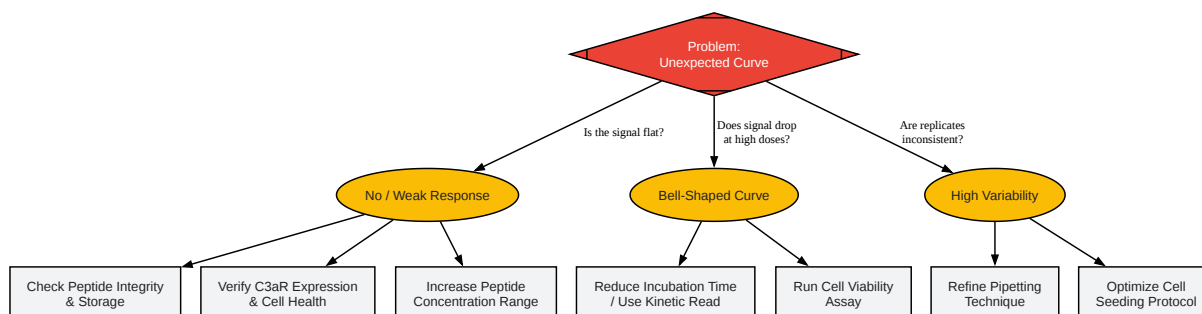 Problem:
Unexpected Curve
Is the signal flat?
Does signal drop
at high doses?
Are replicates
inconsistent?
No / Weak Response
Bell-Shaped Curve
High Variability
Check Peptide Integrity
& Storage
Verify C3aR Expression
& Cell Health
Increase Peptide
Concentration Range
Reduce Incubation Time
/ Use Kinetic Read
Run Cell Viability
Assay
Refine Pipetting
Technique
Optimize Cell
Seeding Protocol